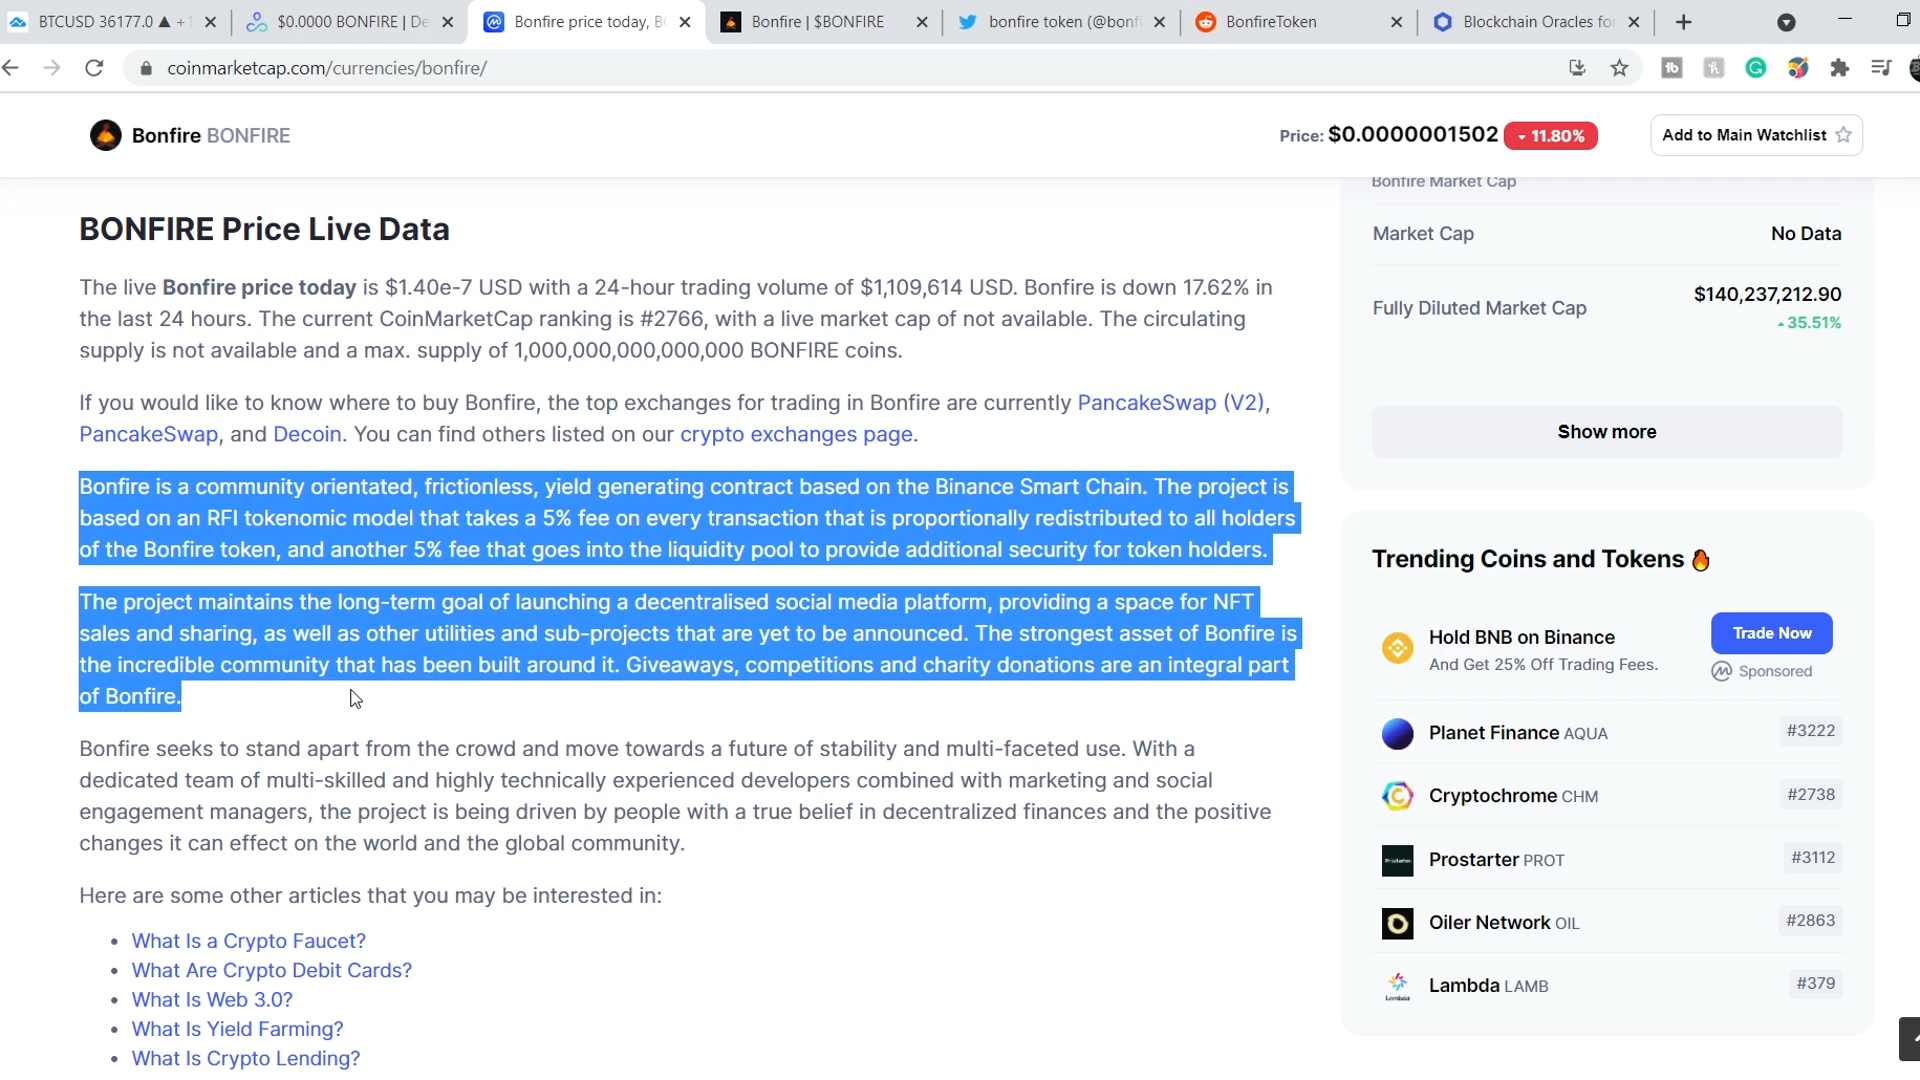 BTCUSD 36177.0 ▲ +1
$0.0000 BONFIRE | De
Bonfire price today, BO
Bonfire | $BONFIRE
bonfire token (@bonfi
BonfireToken
Blockchain Oracles for
coinmarketcap.com/currencies/bonfire/
Bonfire BONFIRE
Price: $0.0000001502 11.80%
Add to Main Watchlist
Bonfire Market Cap
BONFIRE Price Live Data
Market Cap No Data
The live Bonfire price today is $1.40e-7 USD with a 24-hour trading volume of $1,109,614 USD. Bonfire is down 17.62% in
the last 24 hours. The current CoinMarketCap ranking is #2766, with a live market cap of not available. The circulating
supply is not available and a max. supply of 1,000,000,000,000,000 BONFIRE coins.
Fully Diluted Market Cap
$140,237,212.90
35.51%
If you would like to know where to buy Bonfire, the top exchanges for trading in Bonfire are currently PancakeSwap (V2),
PancakeSwap, and Decoin. You can find others listed on our crypto exchanges page.
Show more
Bonfire is a community orientated, frictionless, yield generating contract based on the Binance Smart Chain. The project is
based on an RFI tokenomic model that takes a 5% fee on every transaction that is proportionally redistributed to all holders
of the Bonfire token, and another 5% fee that goes into the liquidity pool to provide additional security for token holders.
The project maintains the long-term goal of launching a decentralised social media platform, providing a space for NFT
sales and sharing, as well as other utilities and sub-projects that are yet to be announced. The strongest asset of Bonfire is
the incredible community that has been built around it. Giveaways, competitions and charity donations are an integral part
of Bonfire.
Bonfire seeks to stand apart from the crowd and move towards a future of stability and multi-faceted use. With a
dedicated team of multi-skilled and highly technically experienced developers combined with marketing and social
engagement managers, the project is being driven by people with a true belief in decentralized finances and the positive
changes it can effect on the world and the global community.
Here are some other articles that you may be interested in:
What Is a Crypto Faucet?
What Are Crypto Debit Cards?
What Is Web 3.0?
What Is Yield Farming?
What Is Crypto Lending?
Trending Coins and Tokens 🔥
Hold BNB on Binance
And Get 25% Off Trading Fees.
Trade Now
Sponsored
Planet Finance AQUA #3222
Cryptochrome CHM #2738
Prostarter PROT #3112
Oiler Network OIL #2863
Lambda LAMB #379